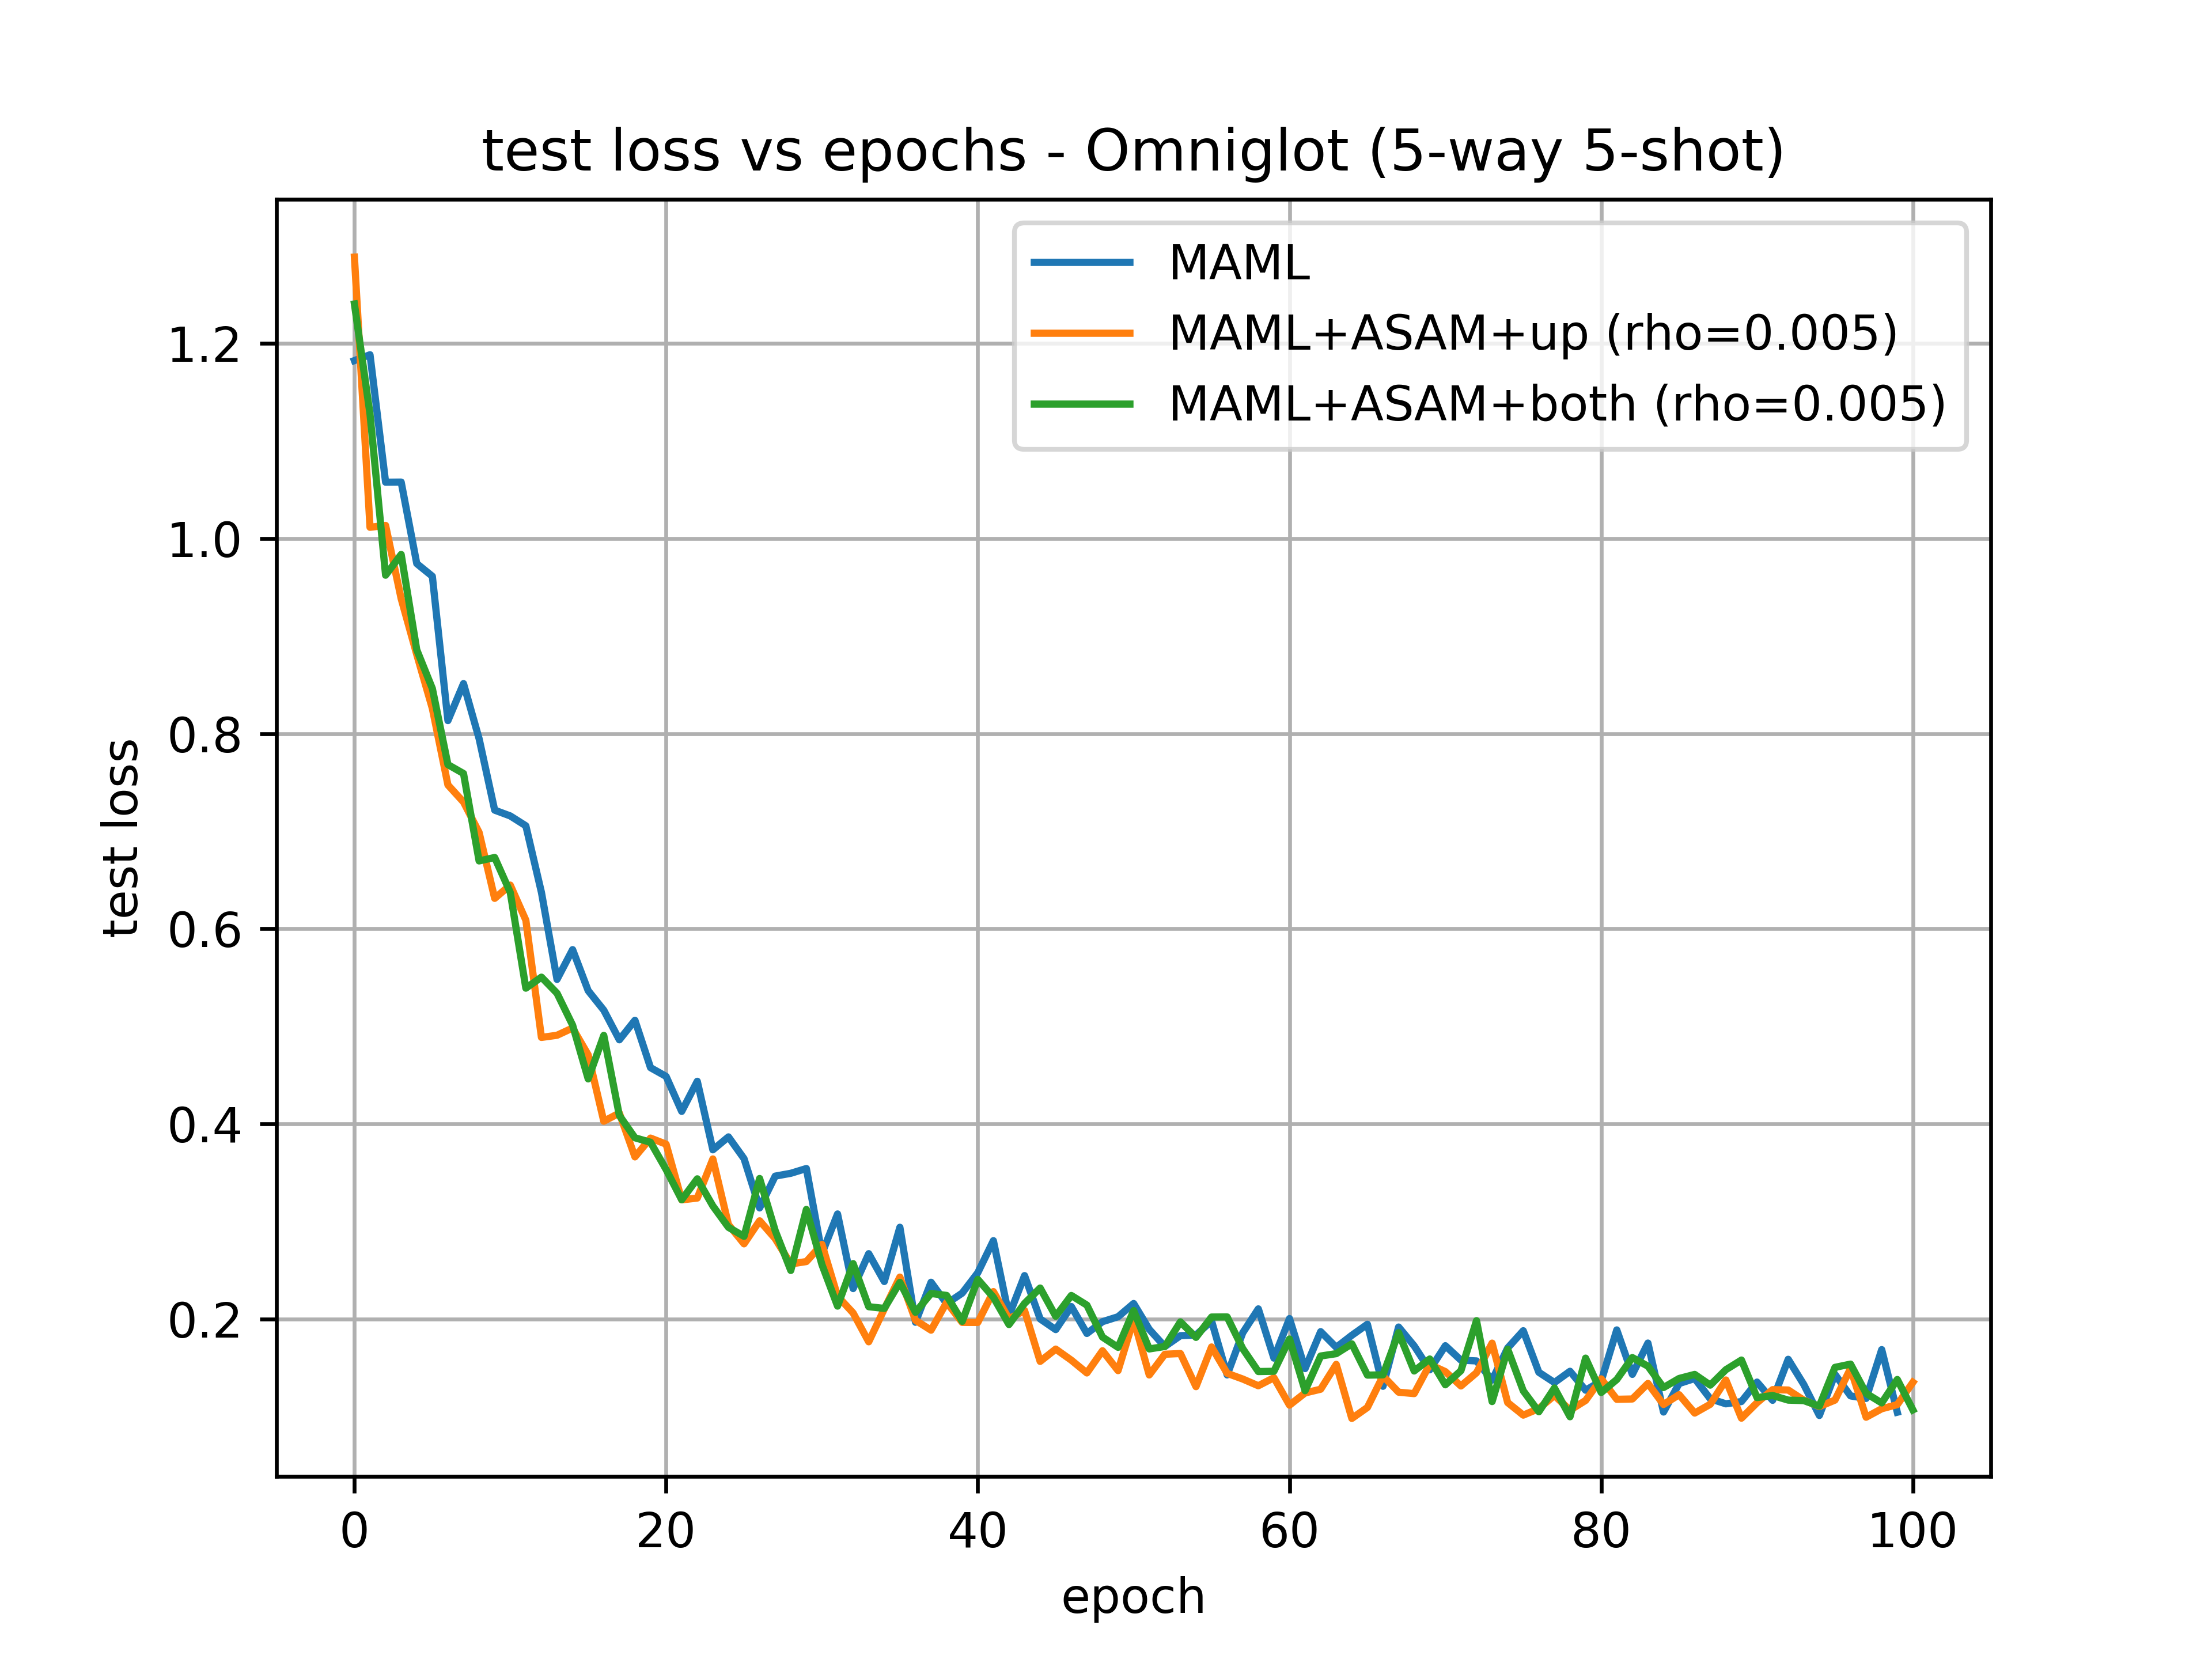 test loss vs epochs - Omniglot (5-way 5-shot)
MAML
MAML+ASAM+up (rho=0.005)
MAML+ASAM+both (rho=0.005)
1.2
1.0
0.8
0.6
0.4
0.2
test loss
0 20 40 60 80 100
epoch